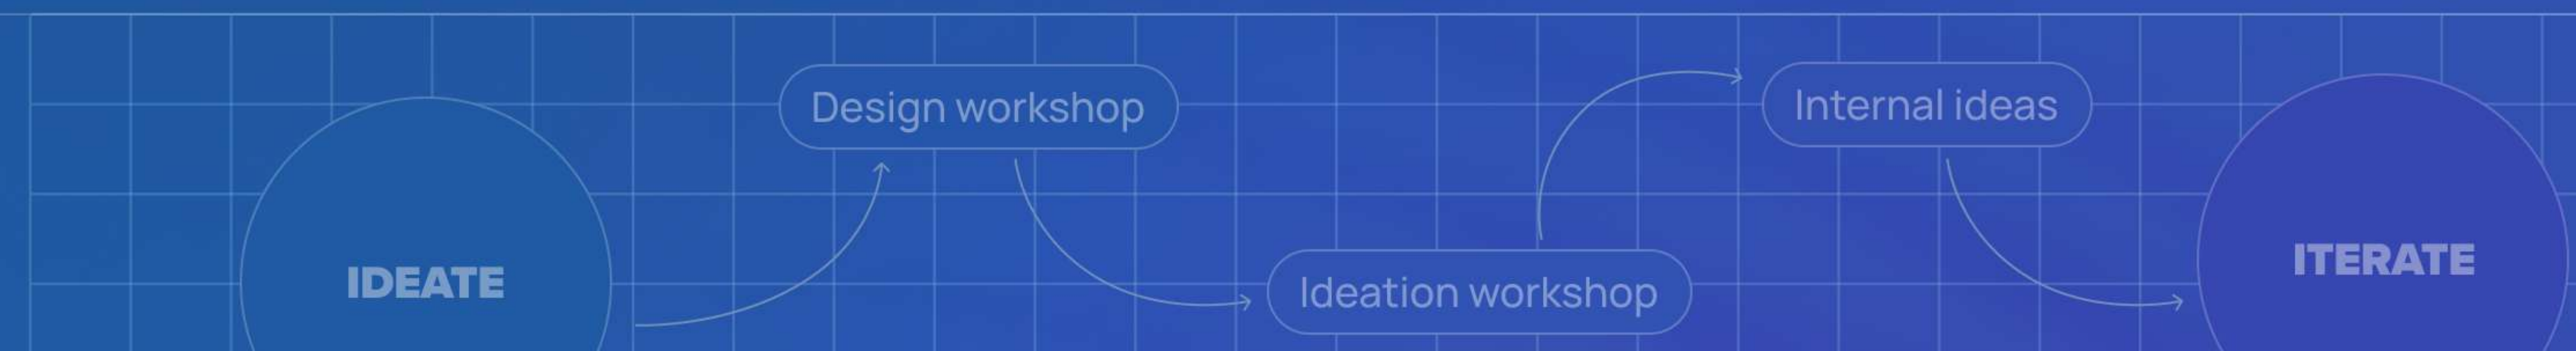 IDEATE
Design workshop
Ideation workshop
Internal ideas
ITERATE